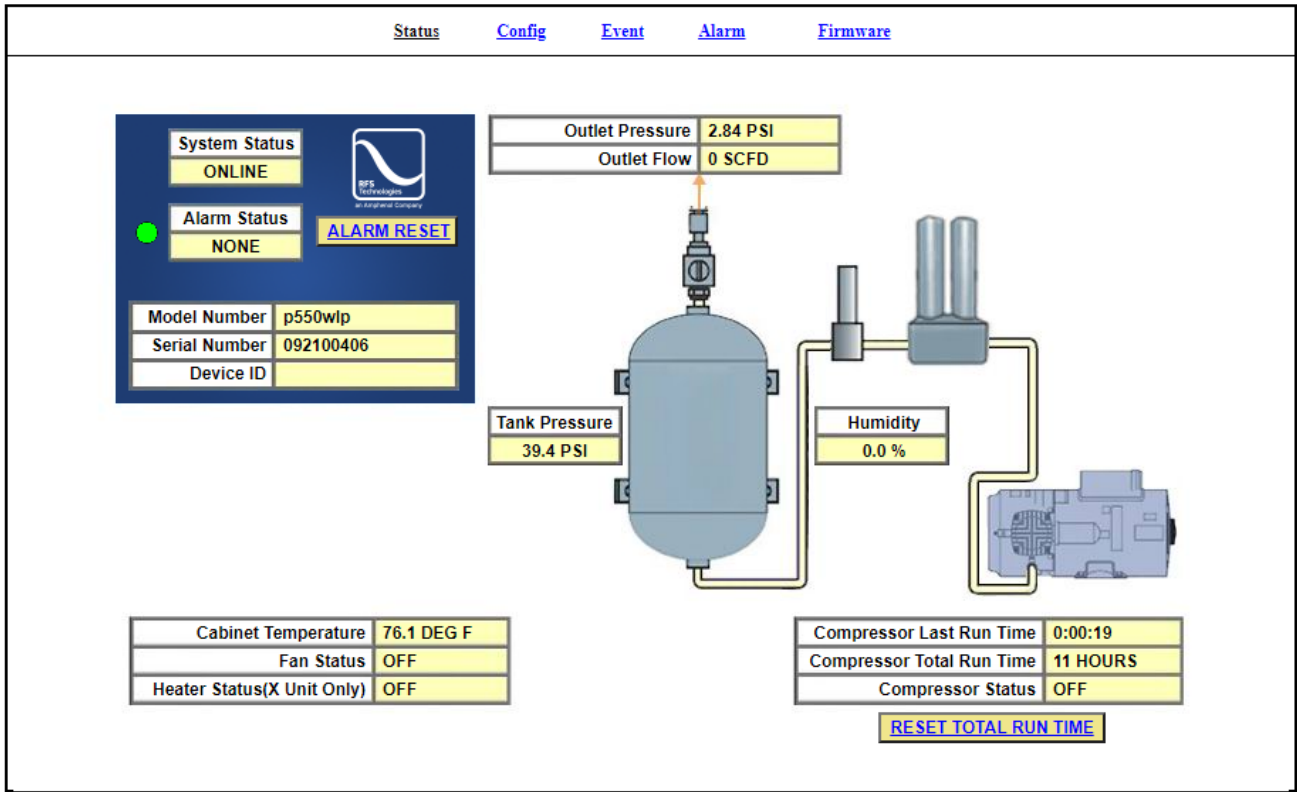 Status Config Event Alarm Firmware
System Status
ONLINE
RFS
Technologies
an Amphenol Company
Alarm Status
NONE
ALARM RESET
Model Number p550wlp
Serial Number 092100406
Device ID
Outlet Pressure 2.84 PSI
Outlet Flow 0 SCFD
Tank Pressure
39.4 PSI
Humidity
0.0 %
Cabinet Temperature 76.1 DEG F
Fan Status OFF
Heater Status(X Unit Only) OFF
Compressor Last Run Time 0:00:19
Compressor Total Run Time 11 HOURS
Compressor Status OFF
RESET TOTAL RUN TIME